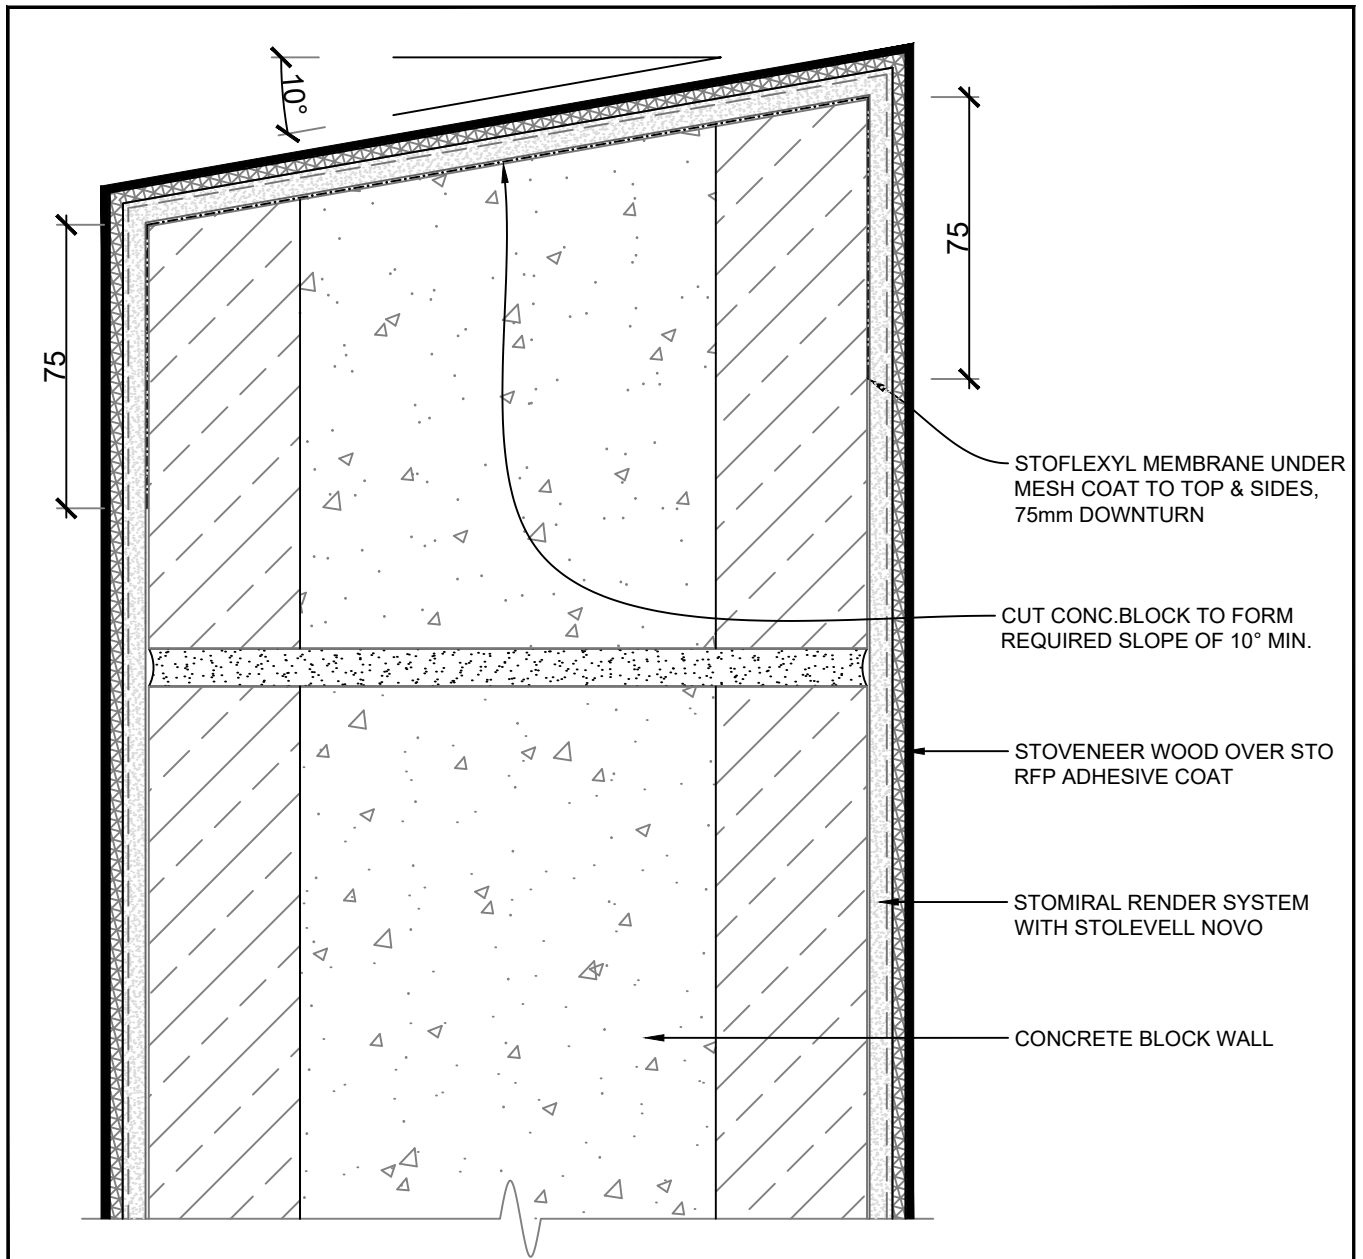 10°
75
75
STOFLEXYL MEMBRANE UNDER
MESH COAT TO TOP & SIDES,
75mm DOWNTURN
CUT CONC.BLOCK TO FORM
REQUIRED SLOPE OF 10° MIN.
STOVENEER WOOD OVER STO
RFP ADHESIVE COAT
STOMIRAL RENDER SYSTEM
WITH STOLEVELL NOVO
CONCRETE BLOCK WALL